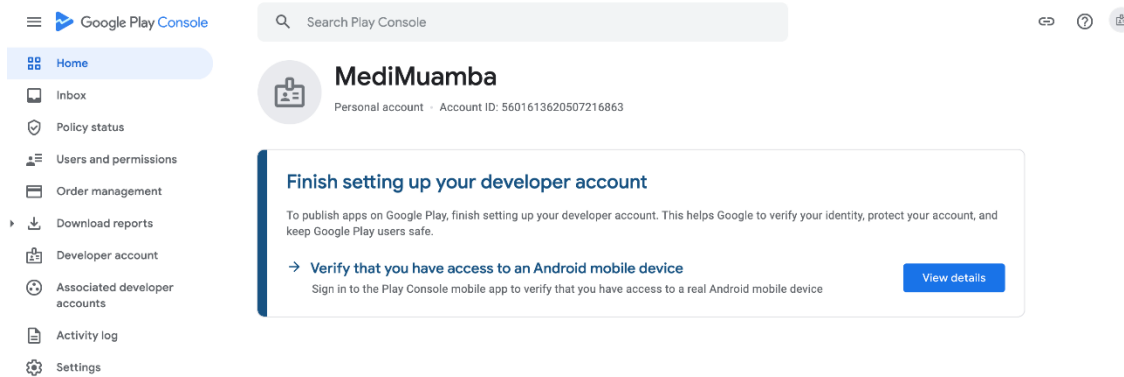 Google Play Console
Search Play Console
Home
Inbox
Policy status
Users and permissions
Order management
Download reports
Developer account
Associated developer
accounts
Activity log
Settings
MediMuamba
Personal account · Account ID: 5601613620507216863
Finish setting up your developer account
To publish apps on Google Play, finish setting up your developer account. This helps Google to verify your identity, protect your account, and
keep Google Play users safe.
Verify that you have access to an Android mobile device
Sign in to the Play Console mobile app to verify that you have access to a real Android mobile device
View details